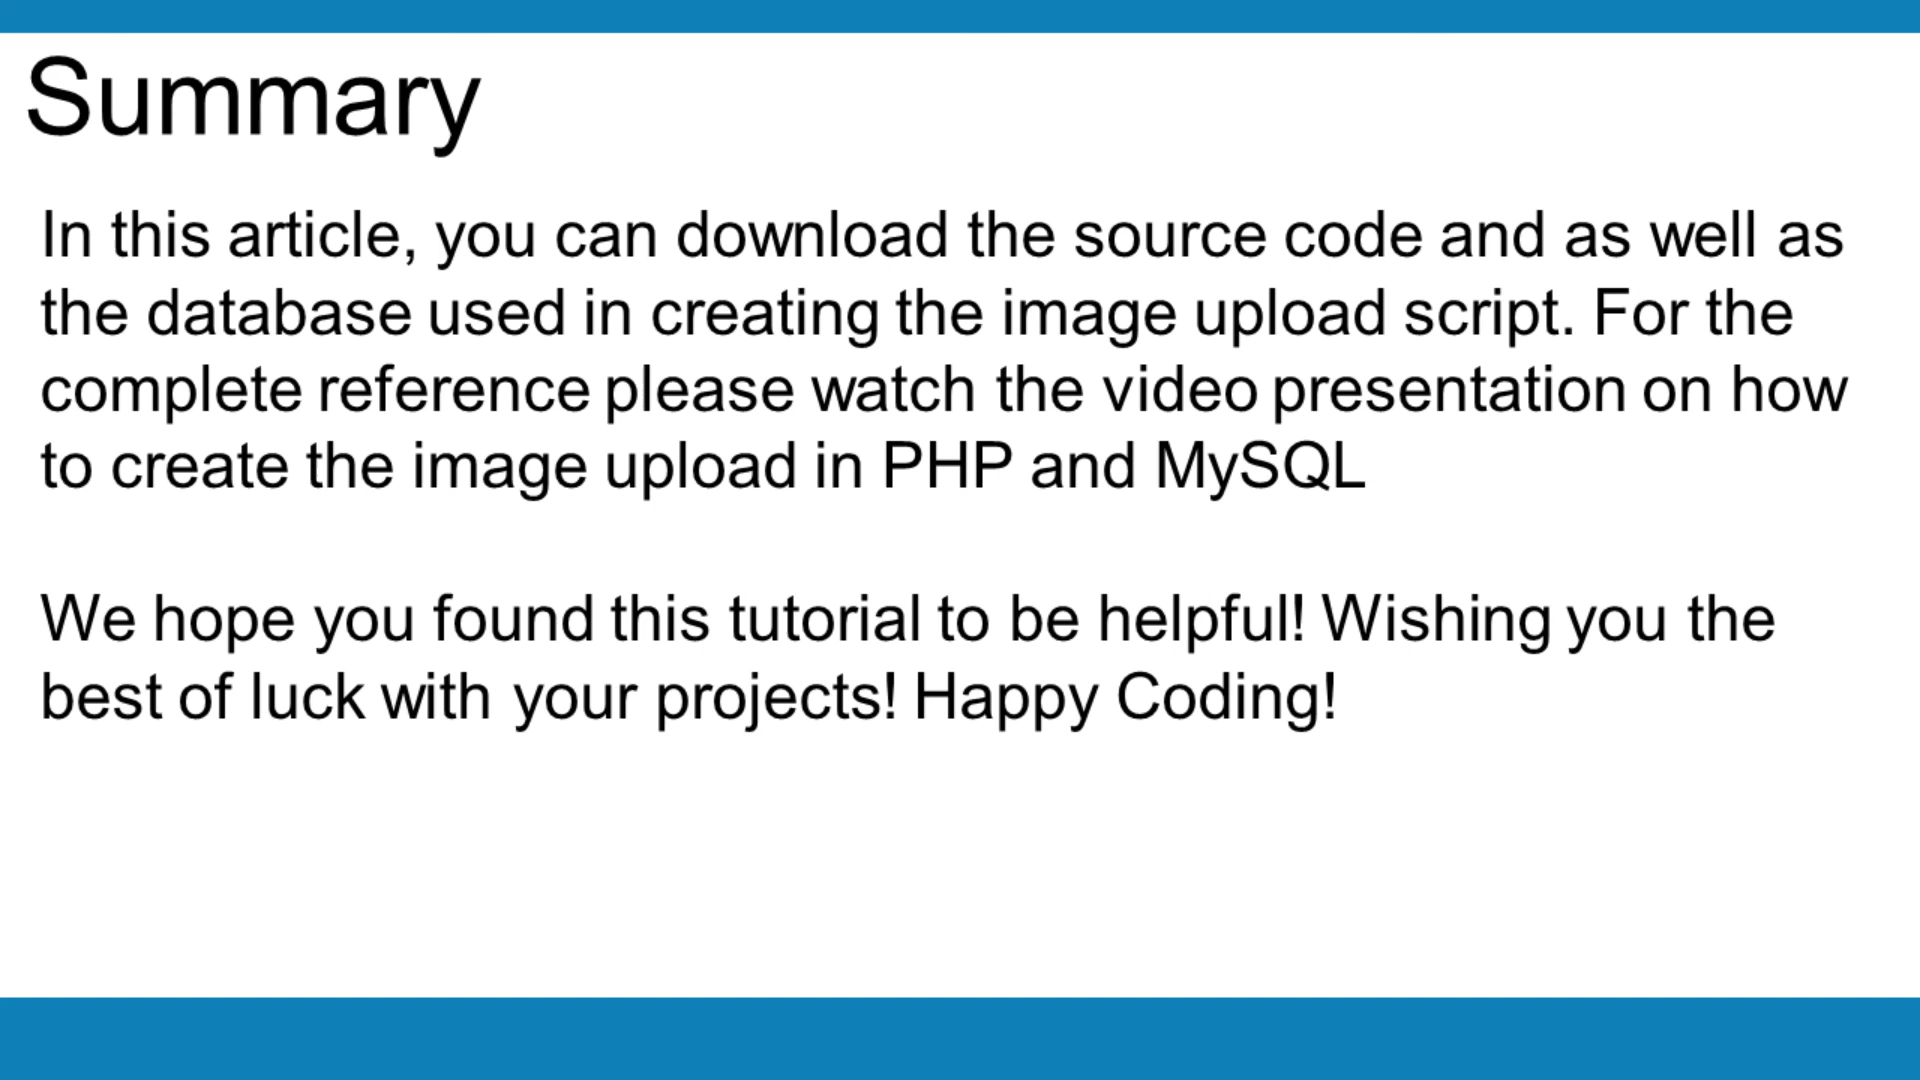 Summary
In this article, you can download the source code and as well as
the database used in creating the image upload script. For the
complete reference please watch the video presentation on how
to create the image upload in PHP and MySQL
We hope you found this tutorial to be helpful! Wishing you the
best of luck with your projects! Happy Coding!